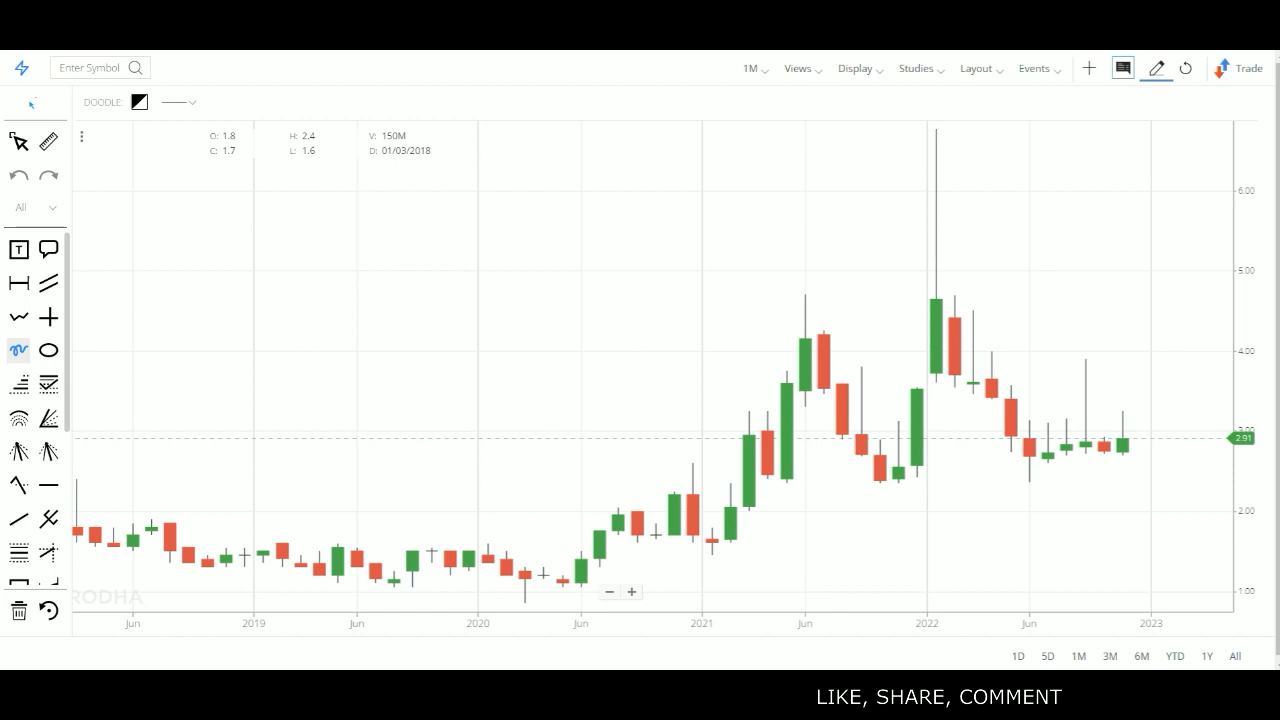 Enter Symbol 1M Views Display Studies Layout Events Trade
DOODLE:
O: 1.8 H: 2.4 V: 150M
C: 1.7 L: 1.6 D: 01/03/2018
All
T
6.00
5.00
4.00
3.00
2.91
2.00
1.00
RODHA
Jun 2019 Jun 2020 Jun 2021 Jun 2022 Jun 2023
1D 5D 1M 3M 6M YTD 1Y All
LIKE, SHARE, COMMENT